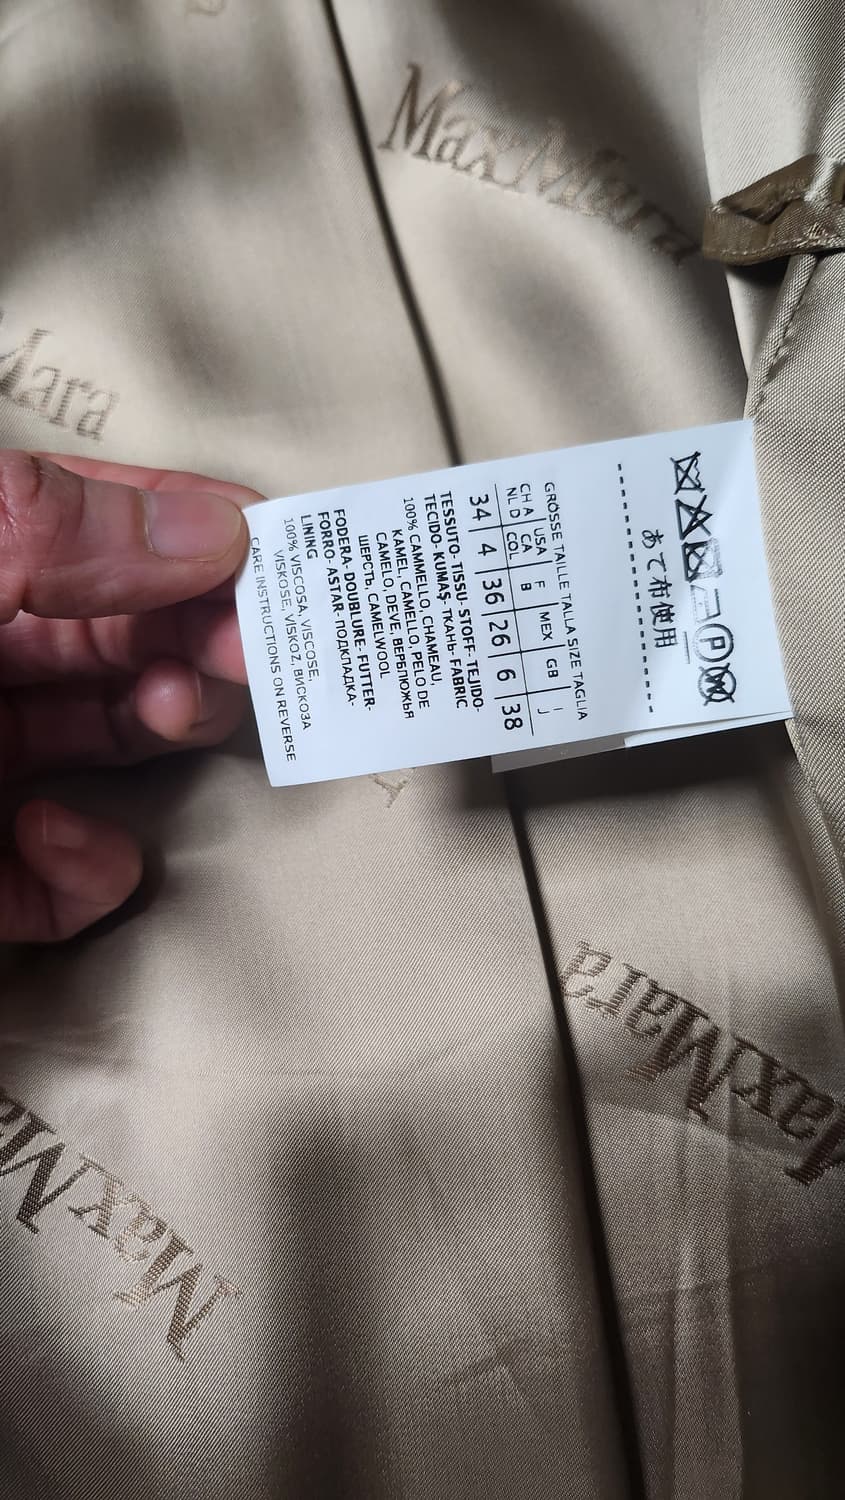 MaxMara
Mara
あて布使用
GRÖSSE TAILLE TALLA SIZE TAGLIA
CH A | USA | F | MEX | GB | I
NL D | CA | B | J
COL
34 | 4 | 36 | 26 | 6 | 38
TESSUTO- TISSU- STOFF- TEJIDO-
TECIDO- KUMAŞ- ТКАНЬ- FABRIC
100% CAMMELLO, CHAMEAU,
KAMEL, CAMELLO, PELO DE
CAMELO, DEVE, ВЕРБЛЮЖЬЯ
ШЕРСТЬ, CAMELWOOL
FODERA- DOUBLURE- FUTTER-
FORRO- ASTAR- ПОДКЛАДКА-
LINING
100% VISCOSA, VISCOSE,
VISKOSE, VISKOZ, ВИСКОЗА
CARE INSTRUCTIONS ON REVERSE
MaxMara
MaxMa